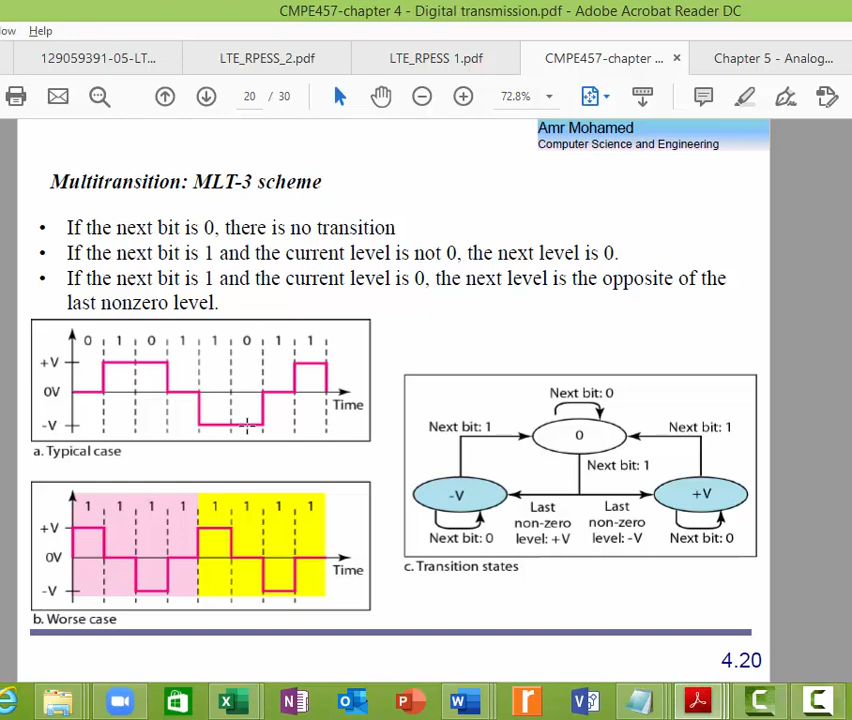 CMPE457-chapter 4 - Digital transmission.pdf - Adobe Acrobat Reader DC
ow Help
129059391-05-LT... LTE_RPESS_2.pdf LTE_RPESS 1.pdf CMPE457-chapter ... × Chapter 5 - Analog...
20 / 30 72.8%
Amr Mohamed
Computer Science and Engineering
Multitransition: MLT-3 scheme
• If the next bit is 0, there is no transition
• If the next bit is 1 and the current level is not 0, the next level is 0.
• If the next bit is 1 and the current level is 0, the next level is the opposite of the
last nonzero level.
0 1 0 1 1 0 1 1
+V
0V
-V
Time
a. Typical case
1 1 1 1 1 1 1 1
+V
0V
-V
Time
b. Worse case
Next bit: 0
Next bit: 1
0
Next bit: 1
Next bit: 1
-V
+V
Last
non-zero
level: +V
Last
non-zero
level: -V
Next bit: 0
Next bit: 0
c. Transition states
4.20